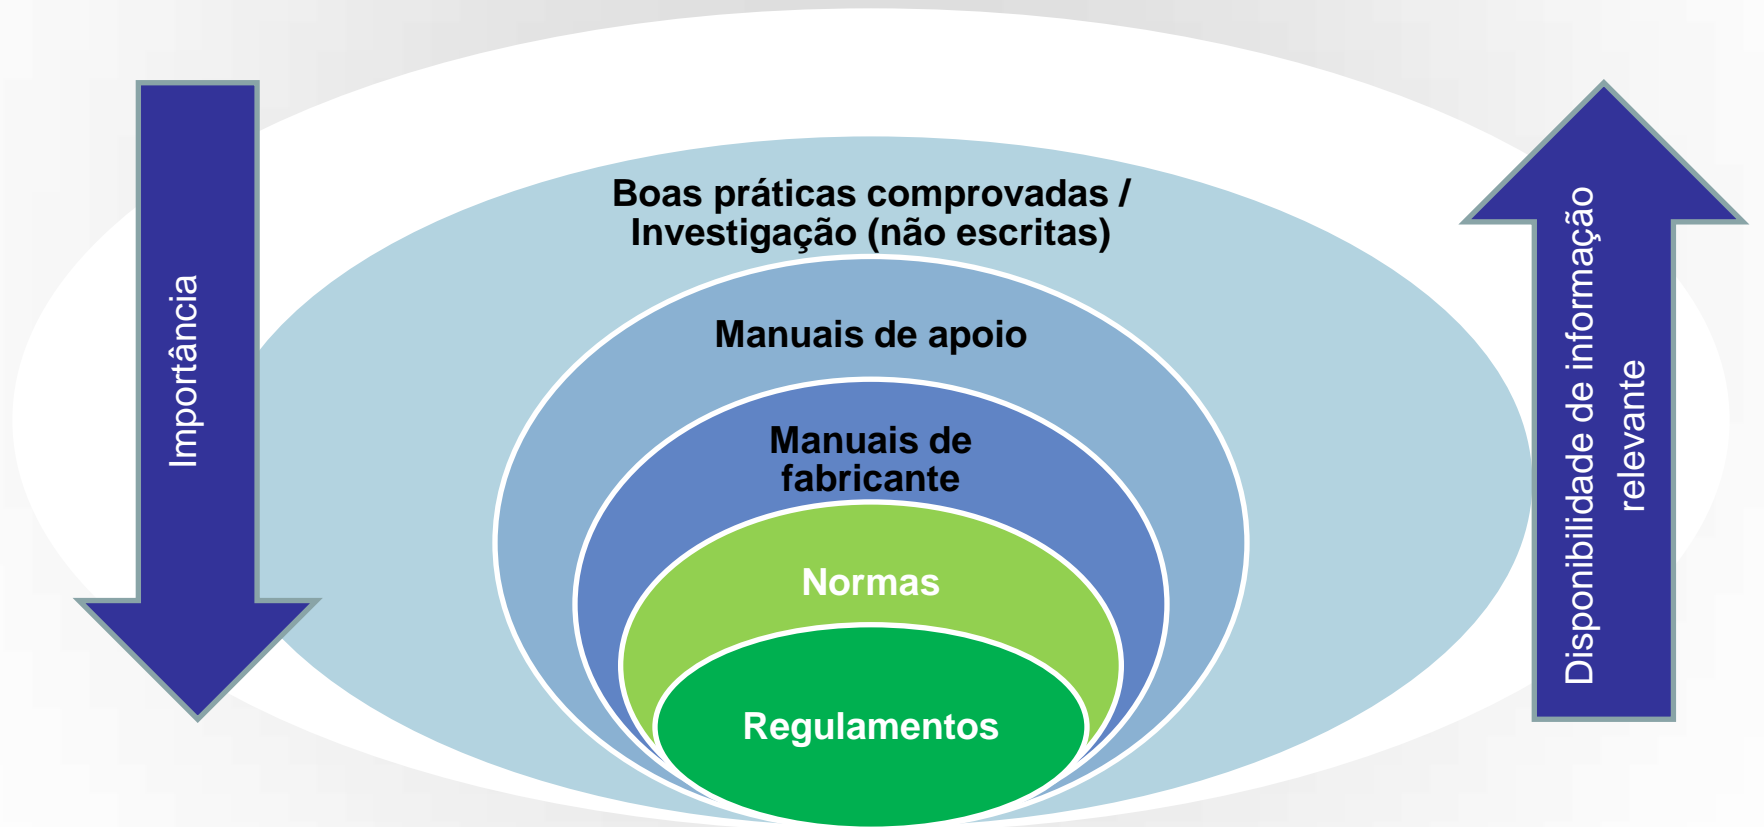 Importância
Boas práticas comprovadas /
Investigação (não escritas)
Manuais de apoio
Manuais de
fabricante
Normas
Regulamentos
Disponibilidade de informação
relevante